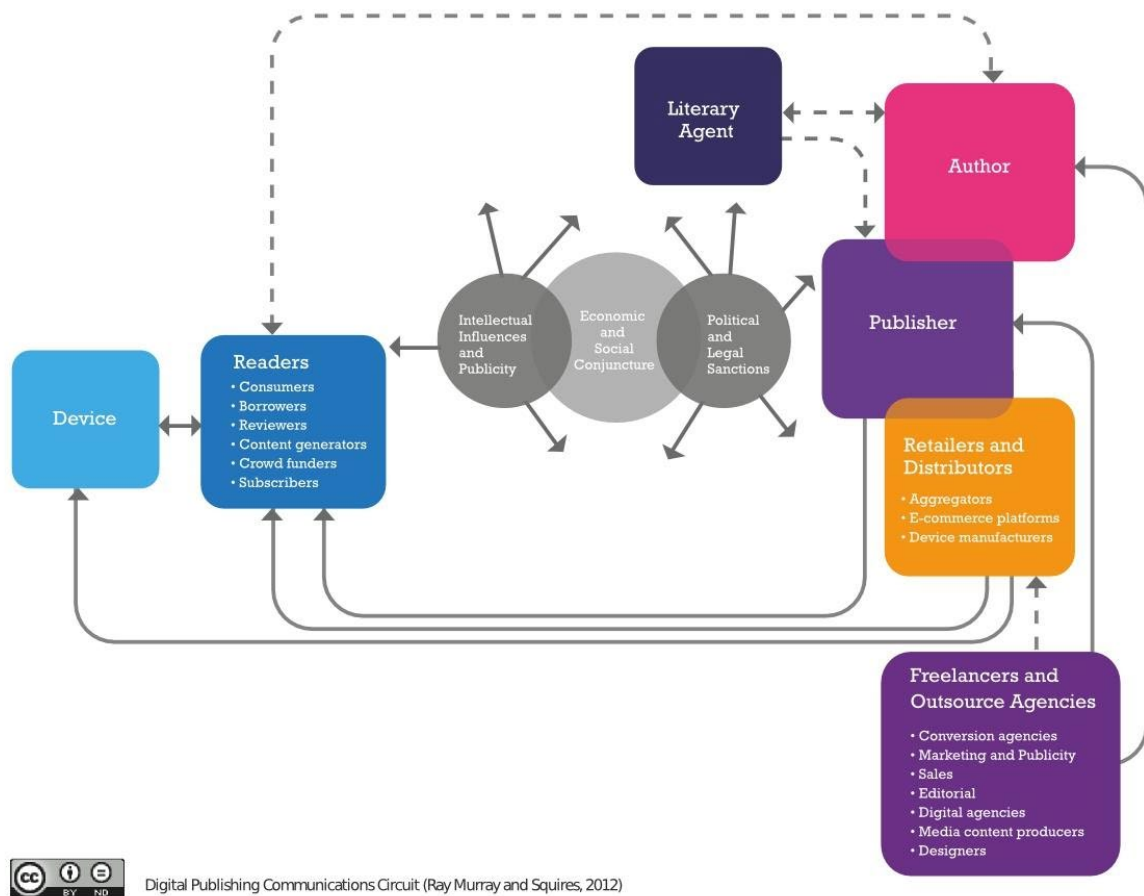 Literary
Agent
Author
Publisher
Intellectual
Influences
and
Publicity
Economic
and
Social
Conjuncture
Political
and
Legal
Sanctions
Device
Readers
• Consumers
• Borrowers
• Reviewers
• Content generators
• Crowd funders
• Subscribers
Retailers and
Distributors
• Aggregators
• E-commerce platforms
• Device manufacturers
Freelancers and
Outsource Agencies
• Conversion agencies
• Marketing and Publicity
• Sales
• Editorial
• Digital agencies
• Media content producers
• Designers
cc
BY ND
Digital Publishing Communications Circuit (Ray Murray and Squires, 2012)